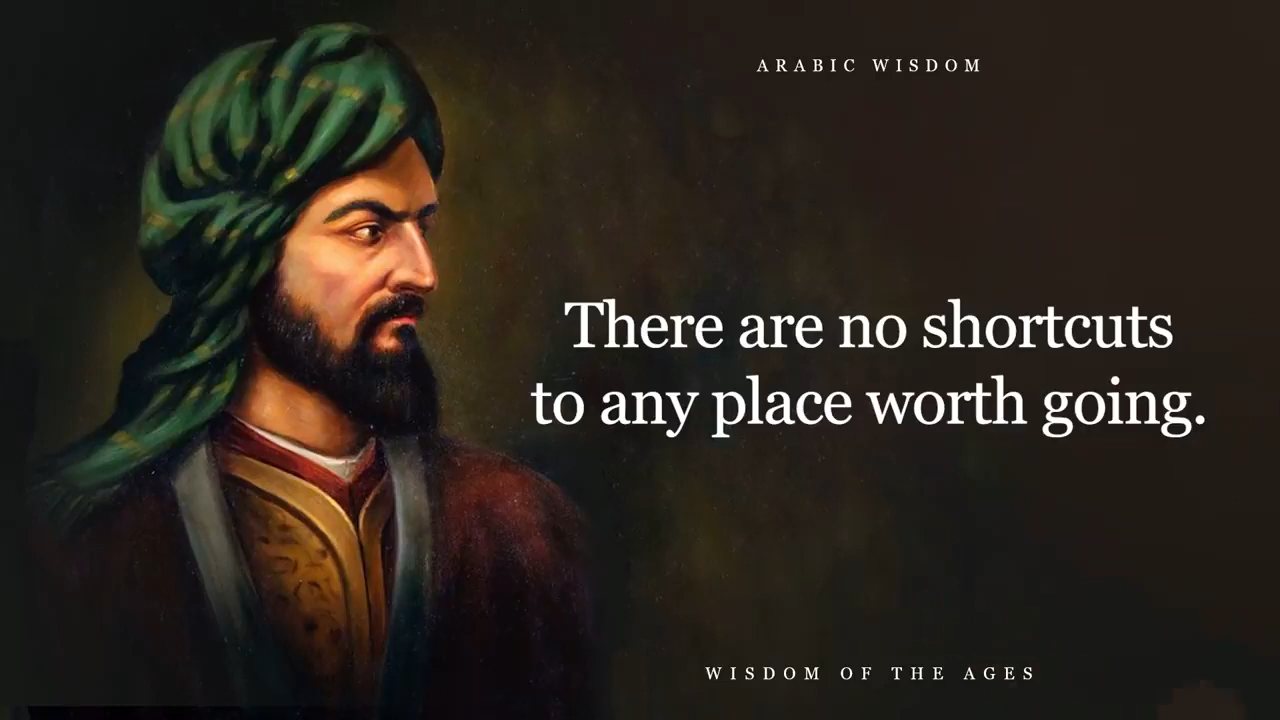 ARABIC WISDOM
There are no shortcuts
to any place worth going.
WISDOM OF THE AGES